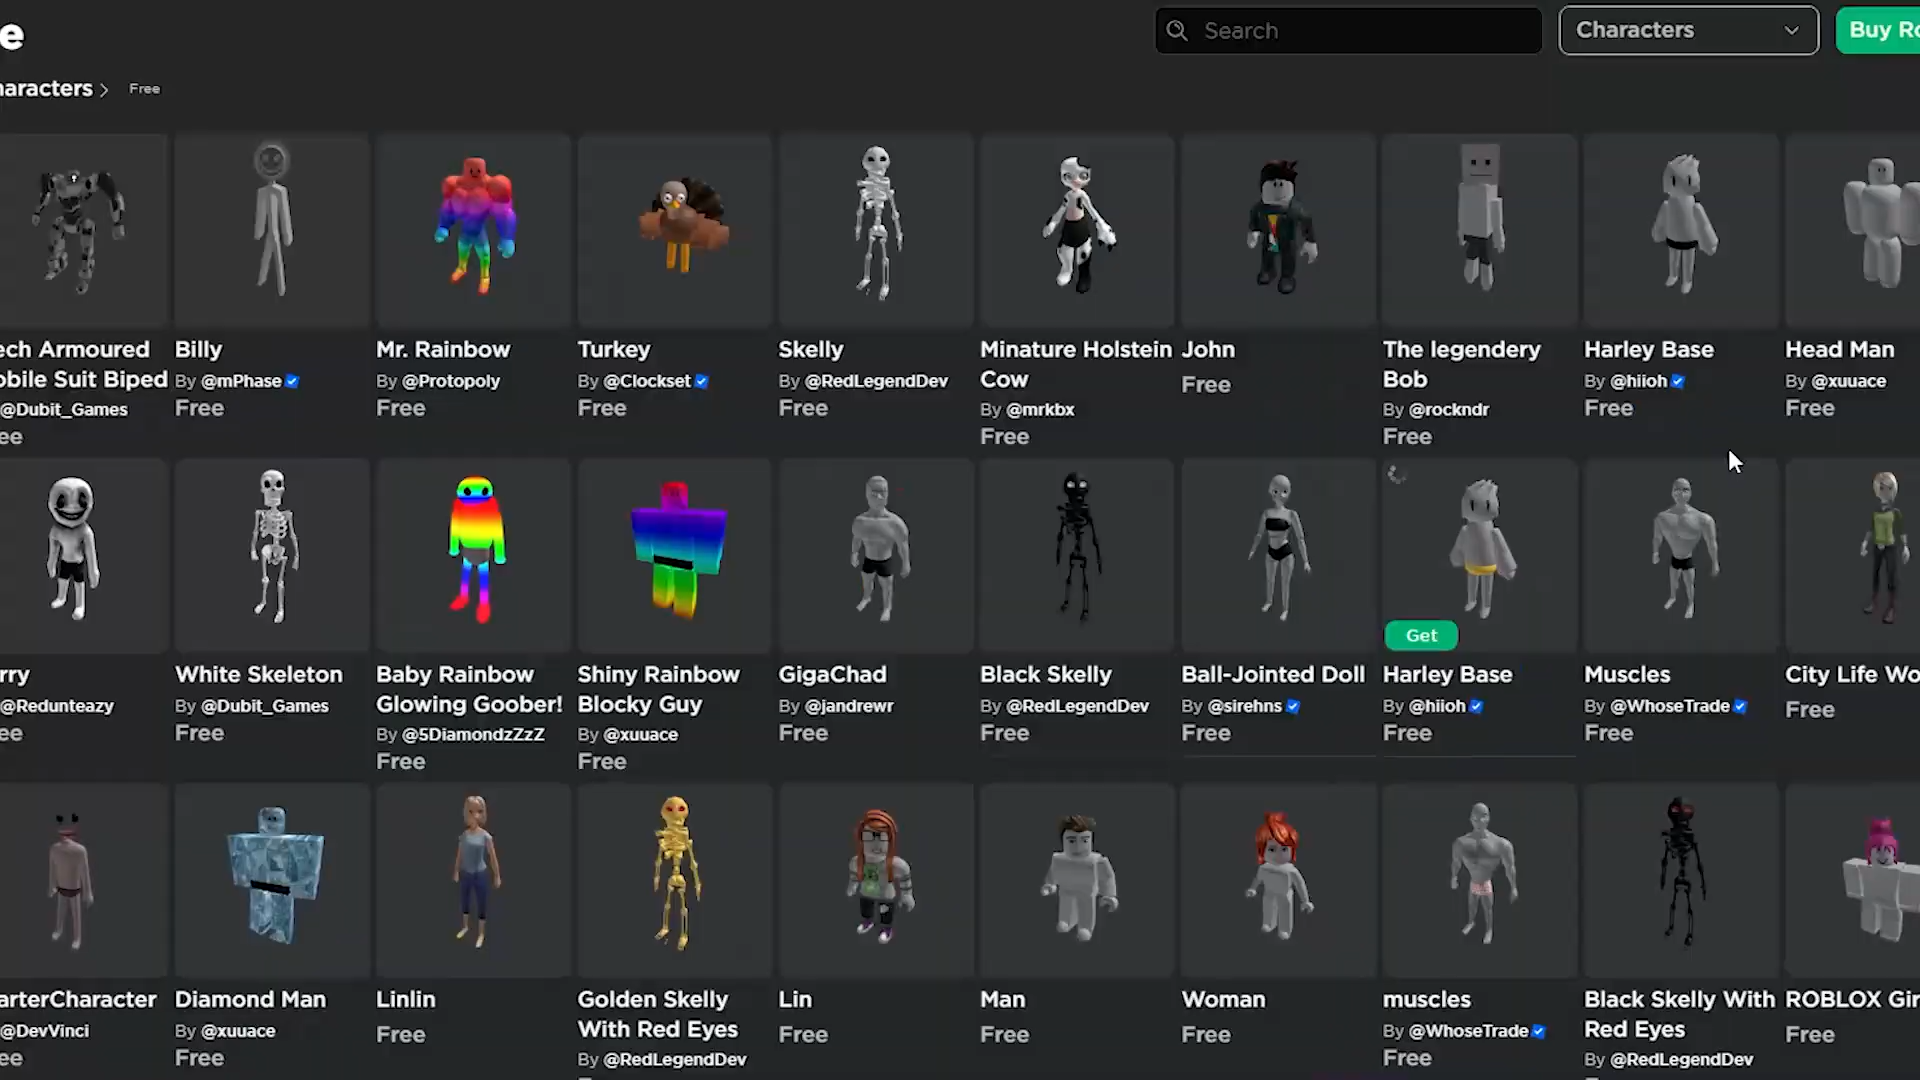 e
Search
Characters
Buy Ro
haracters > Free
ech Armoured
obile Suit Biped
@Dubit_Games
ee
Billy
By @mPhase
Free
Mr. Rainbow
By @Protopoly
Free
Turkey
By @Clockset
Free
Skelly
By @RedLegendDev
Free
Minature Holstein
Cow
By @mrkbx
Free
John
Free
The legendery
Bob
By @rockndr
Free
Harley Base
By @hiioh
Free
Head Man
By @xuuace
Free
rry
@Redunteazy
ee
White Skeleton
By @Dubit_Games
Free
Baby Rainbow
Glowing Goober!
By @5DiamondzZzZ
Free
Shiny Rainbow
Blocky Guy
By @xuuace
Free
GigaChad
By @jandrewr
Free
Black Skelly
By @RedLegendDev
Free
Ball-Jointed Doll
By @sirehns
Free
Get
Harley Base
By @hiioh
Free
Muscles
By @WhoseTrade
Free
City Life Wo
Free
arterCharacter
@DevVinci
ee
Diamond Man
By @xuuace
Free
Linlin
Free
Golden Skelly
With Red Eyes
By @RedLegendDev
Lin
Free
Man
Free
Woman
Free
muscles
By @WhoseTrade
Free
Black Skelly With
Red Eyes
By @RedLegendDev
ROBLOX Gir
Free